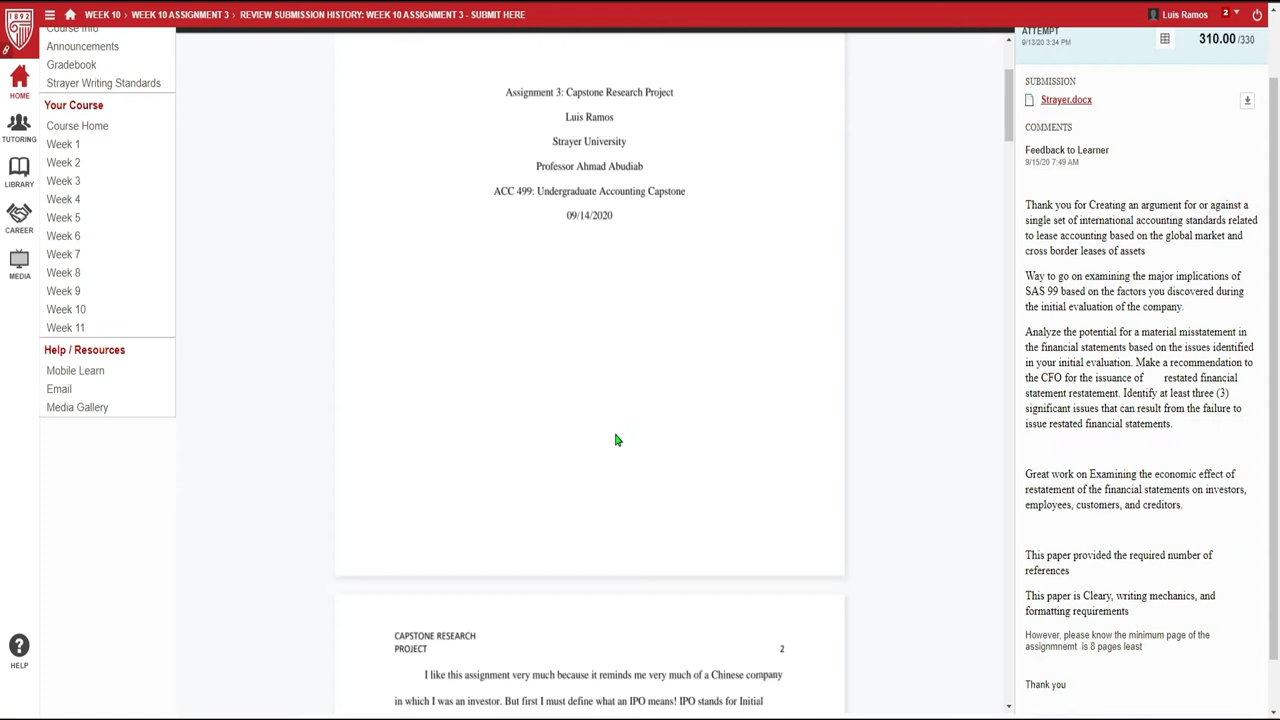 1892
WEEK 10 › WEEK 10 ASSIGNMENT 3 › REVIEW SUBMISSION HISTORY: WEEK 10 ASSIGNMENT 3 - SUBMIT HERE
Luis Ramos
2
HOME
TUTORING
LIBRARY
CAREER
MEDIA
HELP
Course Info
Announcements
Gradebook
Strayer Writing Standards
Your Course
Course Home
Week 1
Week 2
Week 3
Week 4
Week 5
Week 6
Week 7
Week 8
Week 9
Week 10
Week 11
Help / Resources
Mobile Learn
Email
Media Gallery
Assignment 3: Capstone Research Project
Luis Ramos
Strayer University
Professor Ahmad Abudiab
ACC 499: Undergraduate Accounting Capstone
09/14/2020
CAPSTONE RESEARCH
PROJECT 2
I like this assignment very much because it reminds me very much of a Chinese company
in which I was an investor. But first I must define what an IPO means! IPO stands for Initial
ATTEMPT
9/13/20 3:34 PM
310.00 /330
SUBMISSION
Strayer.docx
COMMENTS
Feedback to Learner
9/15/20 7:49 AM
Thank you for Creating an argument for or against a
single set of international accounting standards related
to lease accounting based on the global market and
cross border leases of assets
Way to go on examining the major implications of
SAS 99 based on the factors you discovered during
the initial evaluation of the company.
Analyze the potential for a material misstatement in
the financial statements based on the issues identified
in your initial evaluation. Make a recommendation to
the CFO for the issuance of restated financial
statement restatement. Identify at least three (3)
significant issues that can result from the failure to
issue restated financial statements.
Great work on Examining the economic effect of
restatement of the financial statements on investors,
employees, customers, and creditors.
This paper provided the required number of
references
This paper is Cleary, writing mechanics, and
formatting requirements
However, please know the minimum page of the
assignmnemt is 8 pages least
Thank you